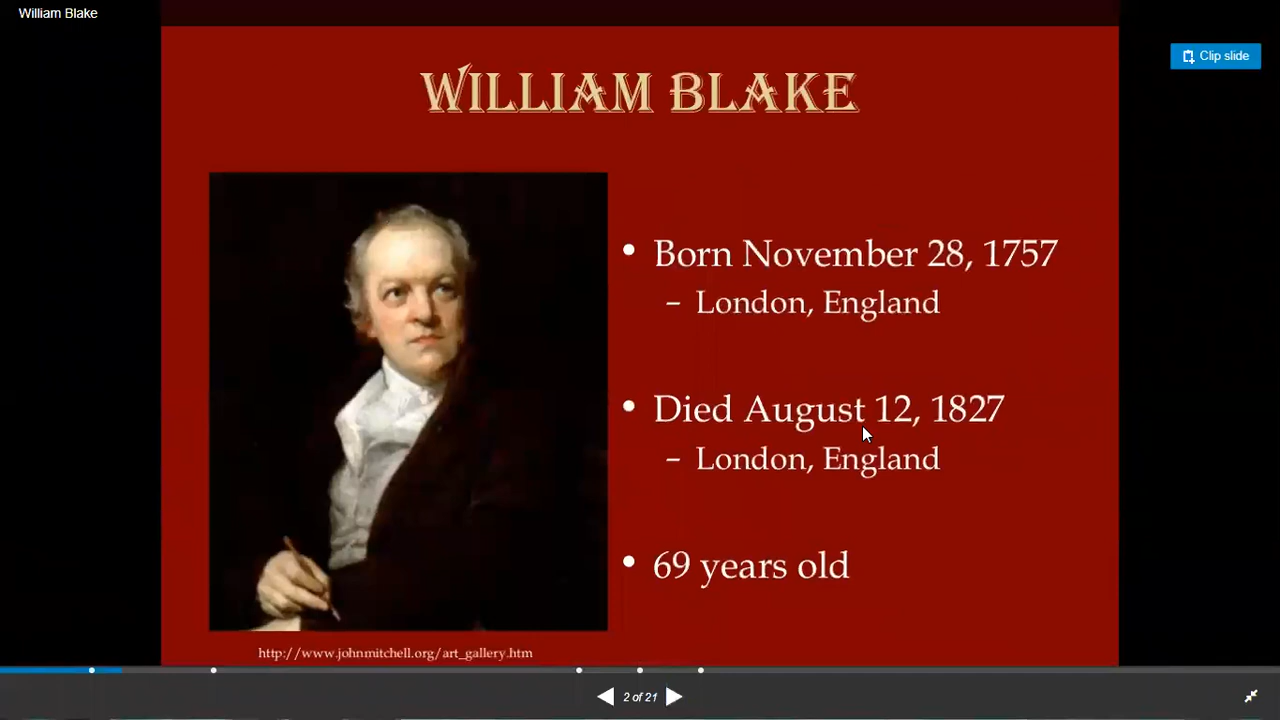 William Blake
Clip slide
WILLIAM BLAKE
• Born November 28, 1757
– London, England
• Died August 12, 1827
– London, England
• 69 years old
http://www.johnmitchell.org/art_gallery.htm
2 of 21